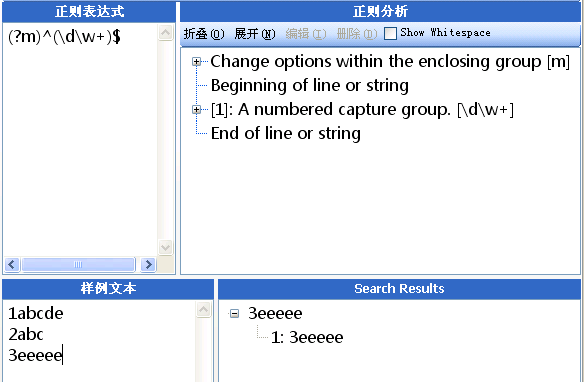 正则表达式
(?m)^(\d\w+)$
正则分析
折叠(O) 展开(N) 编辑(I) 删除(D) Show Whitespace
Change options within the enclosing group [m]
Beginning of line or string
[1]: A numbered capture group. [\d\w+]
End of line or string
样例文本
1abcde
2abc
3eeeee
Search Results
3eeeee
1: 3eeeee